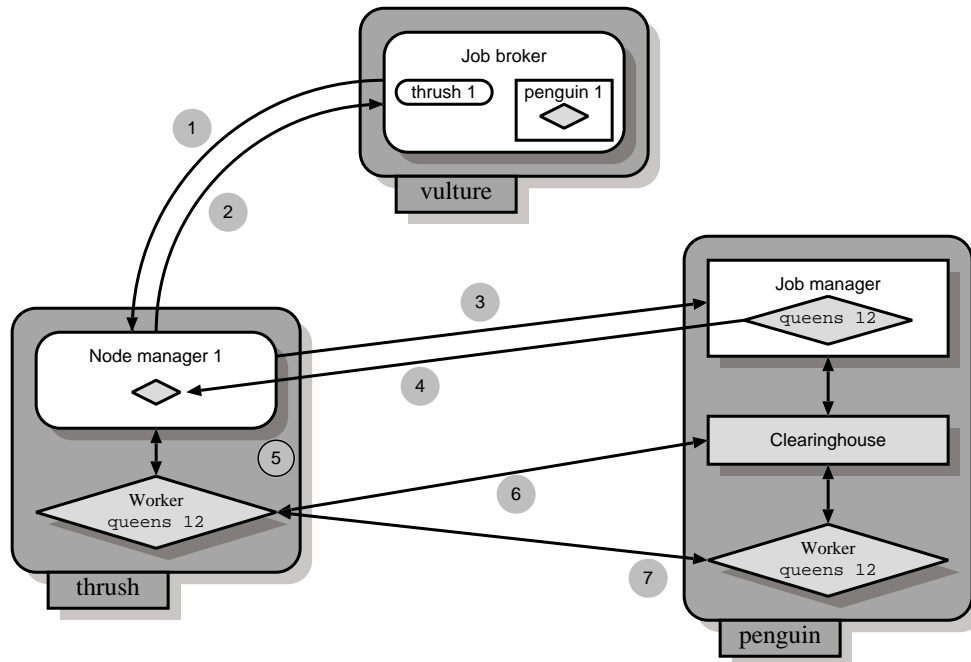 Job broker
thrush 1
penguin 1
vulture
1
2
3
4
5
6
7
Node manager 1
Worker
queens 12
thrush
Job manager
queens 12
Clearinghouse
Worker
queens 12
penguin